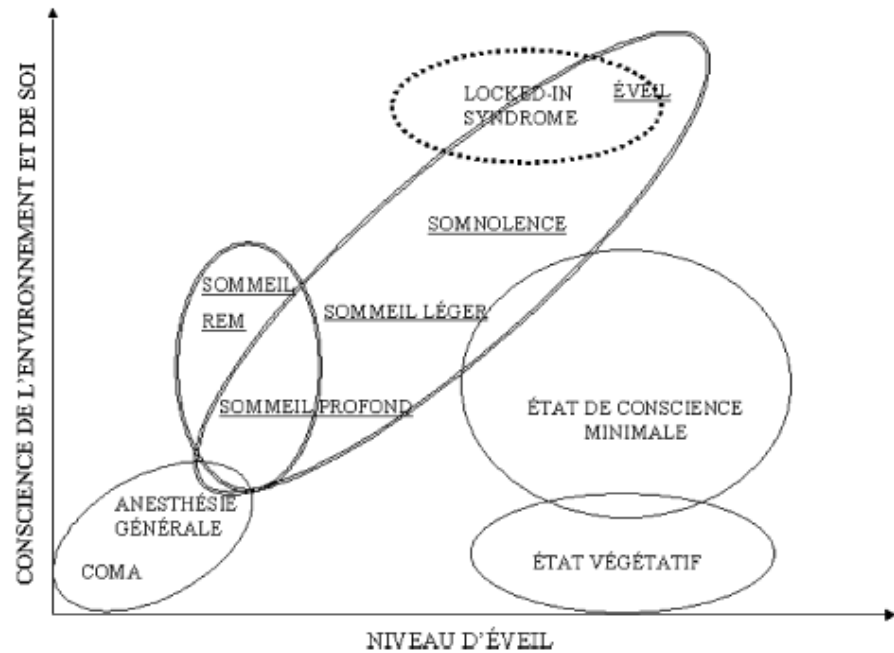 CONSCIENCE DE L'ENVIRONNEMENT ET DE SOI
LOCKED-IN
SYNDROME
ÉVEIL
SOMNOLENCE
SOMMEIL
REM
SOMMEIL LÉGER
SOMMEIL PROFOND
ÉTAT DE CONSCIENCE
MINIMALE
ANESTHÉSIE
GÉNÉRALE
COMA
ÉTAT VÉGÉTATIF
NIVEAU D'ÉVEIL